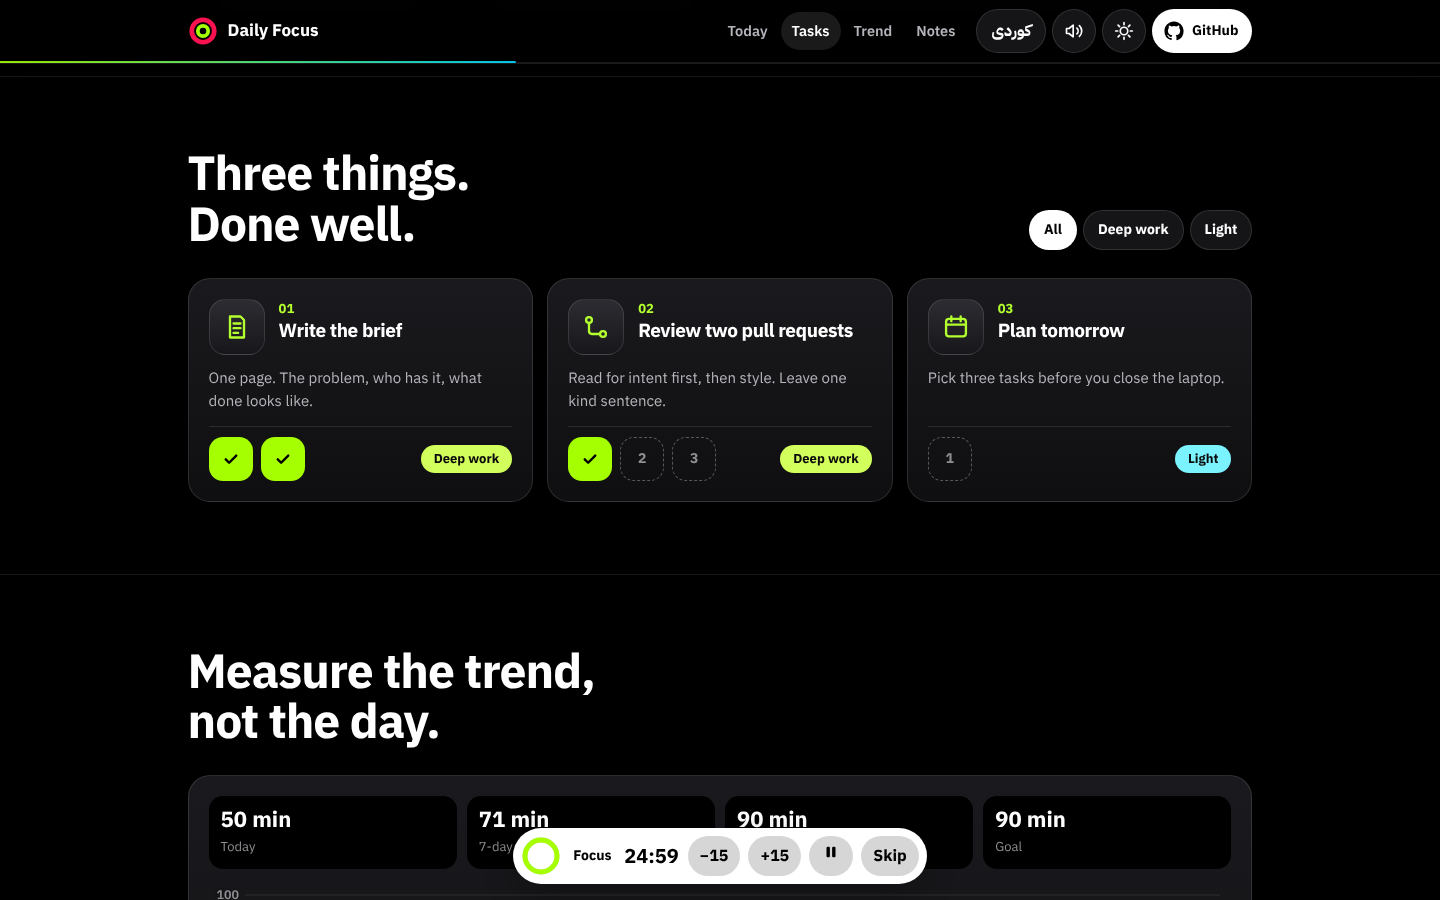 Daily Focus
Today
Tasks
Trend
Notes
کوردی
GitHub
Three things.
Done well.
All
Deep work
Light
01
Write the brief
One page. The problem, who has it, what
done looks like.
Deep work
02
Review two pull requests
Read for intent first, then style. Leave one
kind sentence.
2
3
Deep work
03
Plan tomorrow
Pick three tasks before you close the laptop.
1
Light
Measure the trend,
not the day.
50 min
Today
71 min
7-day
90 min
90 min
Goal
Focus
24:59
−15
+15
Skip
100